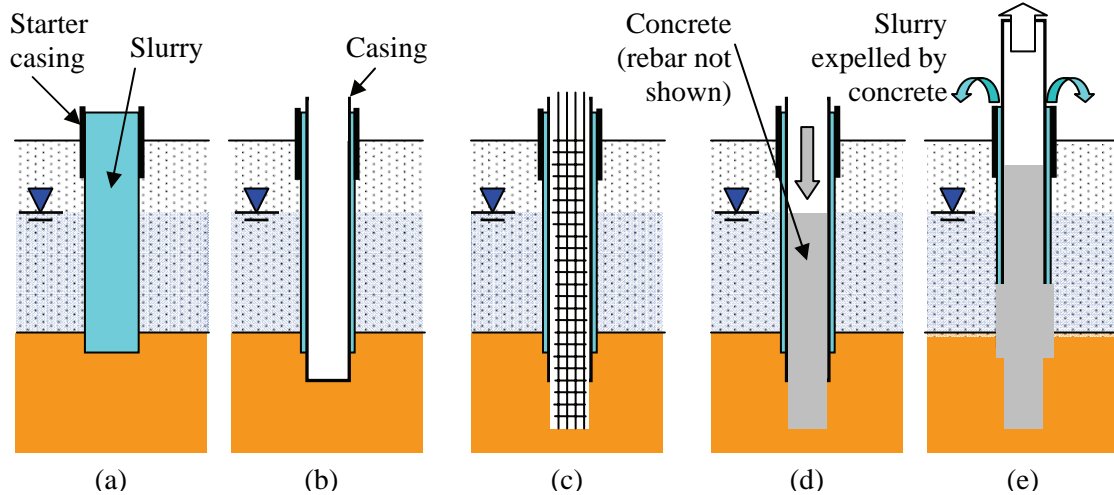 Starter
casing
Slurry
Casing
Concrete
(rebar not
shown)
Slurry
expelled by
concrete
(a)
(b)
(c)
(d)
(e)